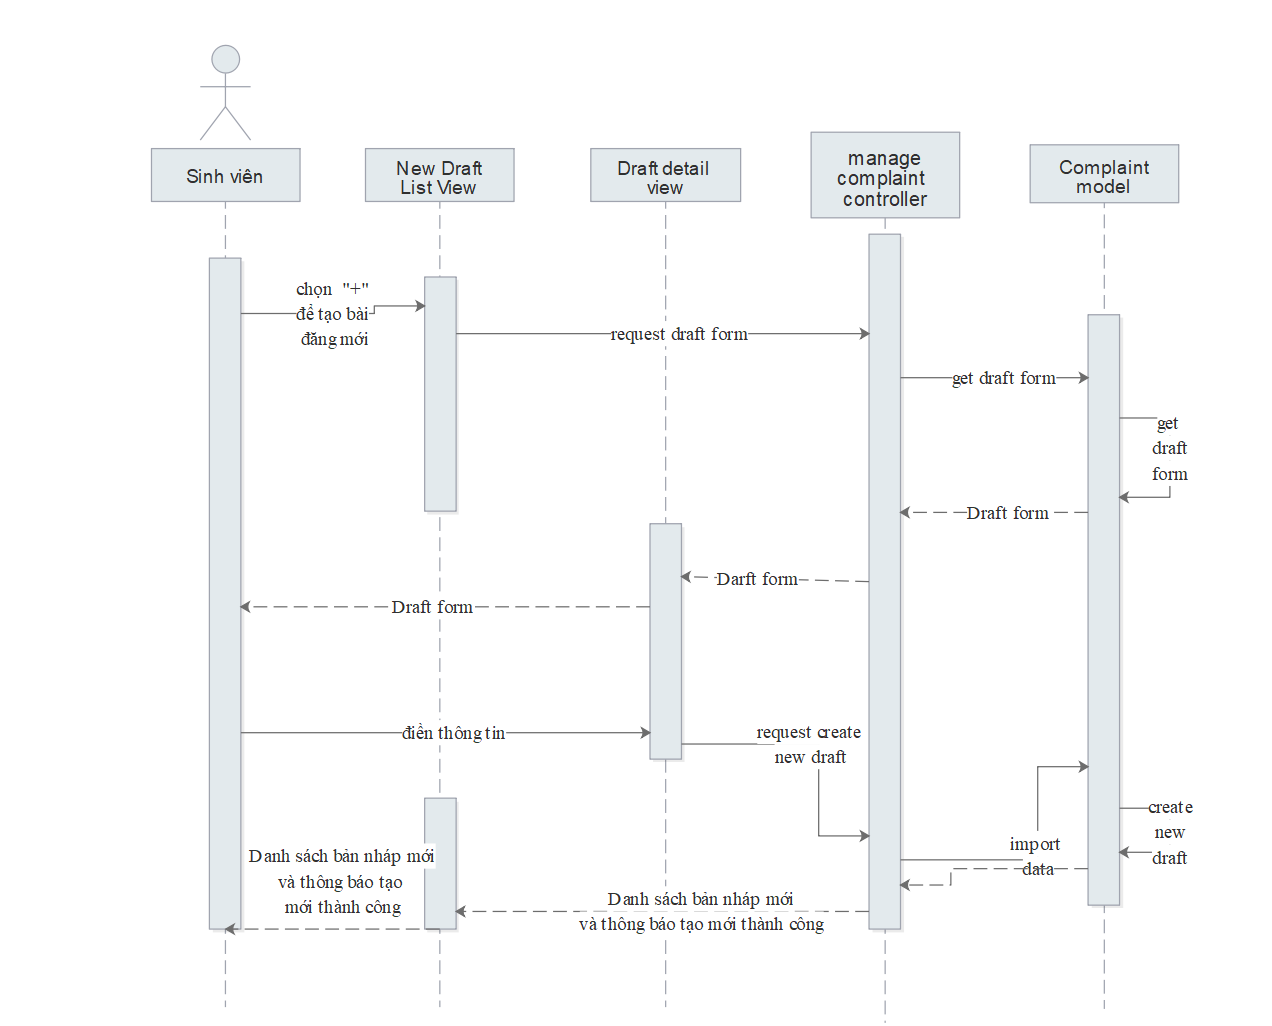 Sinh viên
New Draft
List View
Draft detail
view
manage
complaint
controller
Complaint
model
chọn "+"
để tạo bài
đăng mới
request draft form
get draft form
get
draft
form
Draft form
Darft form
Draft form
điền thông tin
request create
new draft
create
new
draft
import
data
Danh sách bản nháp mới
và thông báo tạo
mới thành công
Danh sách bản nháp mới
và thông báo tạo mới thành công